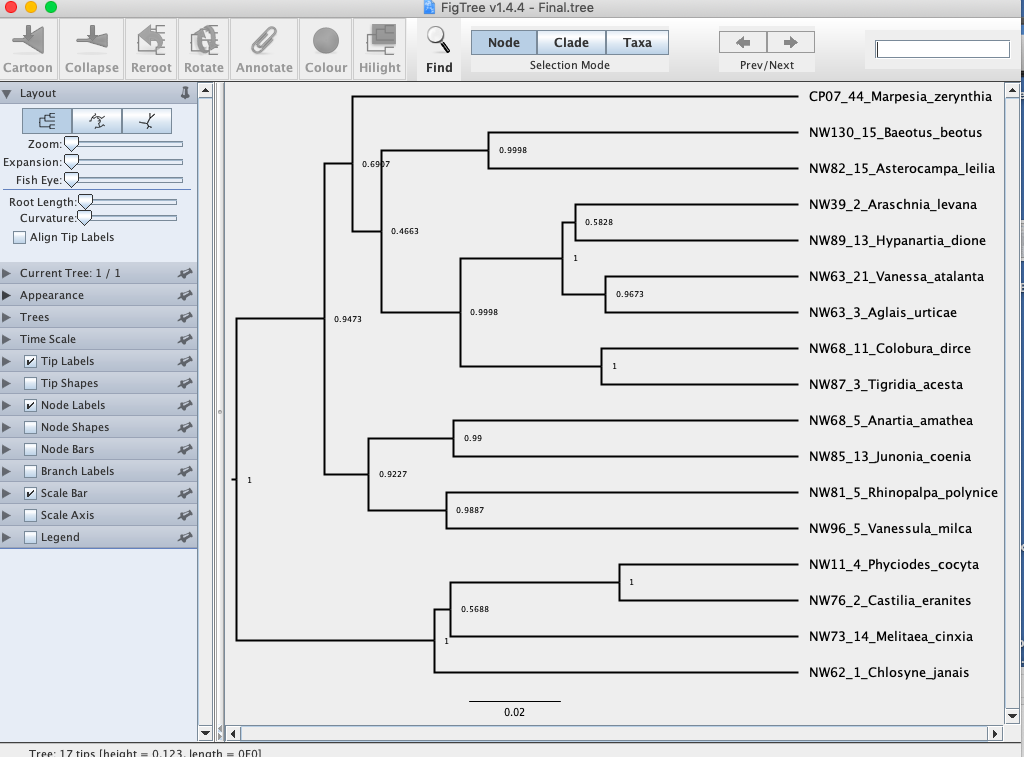 FigTree v1.4.4 - Final.tree
Cartoon Collapse Reroot Rotate Annotate Colour Hilight Find
Node Clade Taxa
Selection Mode
Prev/Next
Layout
Zoom:
Expansion:
Fish Eye:
Root Length:
Curvature:
Align Tip Labels
Current Tree: 1 / 1
Appearance
Trees
Time Scale
Tip Labels
Tip Shapes
Node Labels
Node Shapes
Node Bars
Branch Labels
Scale Bar
Scale Axis
Legend
CP07_44_Marpesia_zerynthia
NW130_15_Baeotus_beotus
0.9998
0.6907
NW82_15_Asterocampa_leilia
NW39_2_Araschnia_levana
0.5828
0.4663
NW89_13_Hypanartia_dione
1
NW63_21_Vanessa_atalanta
0.9673
NW63_3_Aglais_urticae
0.9998
0.9473
NW68_11_Colobura_dirce
1
NW87_3_Tigridia_acesta
NW68_5_Anartia_amathea
0.99
NW85_13_Junonia_coenia
0.9227
1
NW81_5_Rhinopalpa_polynice
0.9887
NW96_5_Vanessula_milca
NW11_4_Phyciodes_cocyta
1
NW76_2_Castilia_eranites
0.5688
NW73_14_Melitaea_cinxia
1
NW62_1_Chlosyne_janais
0.02
Tree: 17 tips [height = 0.123, length = 0E0]